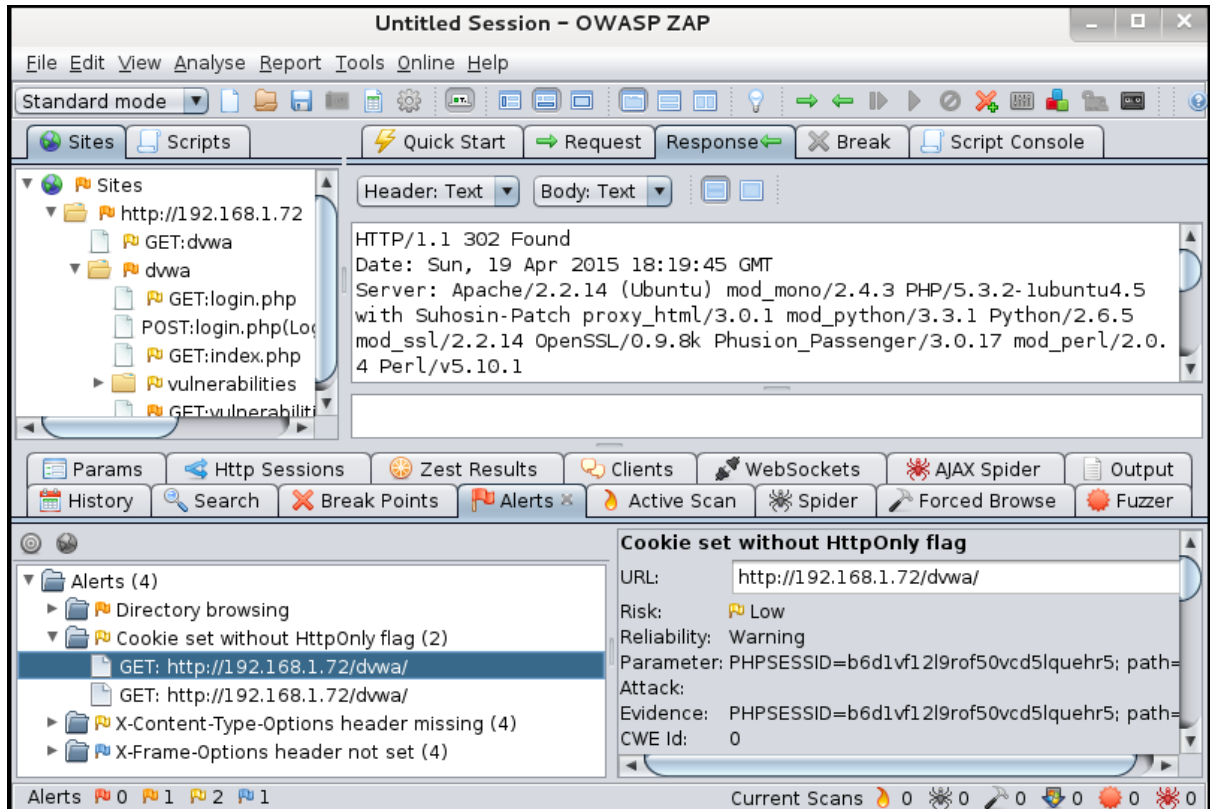 Untitled Session – OWASP ZAP
File Edit View Analyse Report Tools Online Help
Standard mode
Sites Scripts
Quick Start Request Response Break Script Console
Sites
http://192.168.1.72
GET:dvwa
dvwa
GET:login.php
POST:login.php(Log
GET:index.php
vulnerabilities
GET:vulnerabiliti
Header: Text Body: Text
HTTP/1.1 302 Found
Date: Sun, 19 Apr 2015 18:19:45 GMT
Server: Apache/2.2.14 (Ubuntu) mod_mono/2.4.3 PHP/5.3.2-1ubuntu4.5
with Suhosin-Patch proxy_html/3.0.1 mod_python/3.3.1 Python/2.6.5
mod_ssl/2.2.14 OpenSSL/0.9.8k Phusion_Passenger/3.0.17 mod_perl/2.0.
4 Perl/v5.10.1
Params Http Sessions Zest Results Clients WebSockets AJAX Spider Output
History Search Break Points Alerts Active Scan Spider Forced Browse Fuzzer
Alerts (4)
Directory browsing
Cookie set without HttpOnly flag (2)
GET: http://192.168.1.72/dvwa/
GET: http://192.168.1.72/dvwa/
X-Content-Type-Options header missing (4)
X-Frame-Options header not set (4)
Cookie set without HttpOnly flag
URL: http://192.168.1.72/dvwa/
Risk: Low
Reliability: Warning
Parameter: PHPSESSID=b6d1vf12l9rof50vcd5lquehr5; path=
Attack:
Evidence: PHPSESSID=b6d1vf12l9rof50vcd5lquehr5; path=
CWE Id: 0
Alerts 0 1 2 1
Current Scans 0 0 0 0 0 0